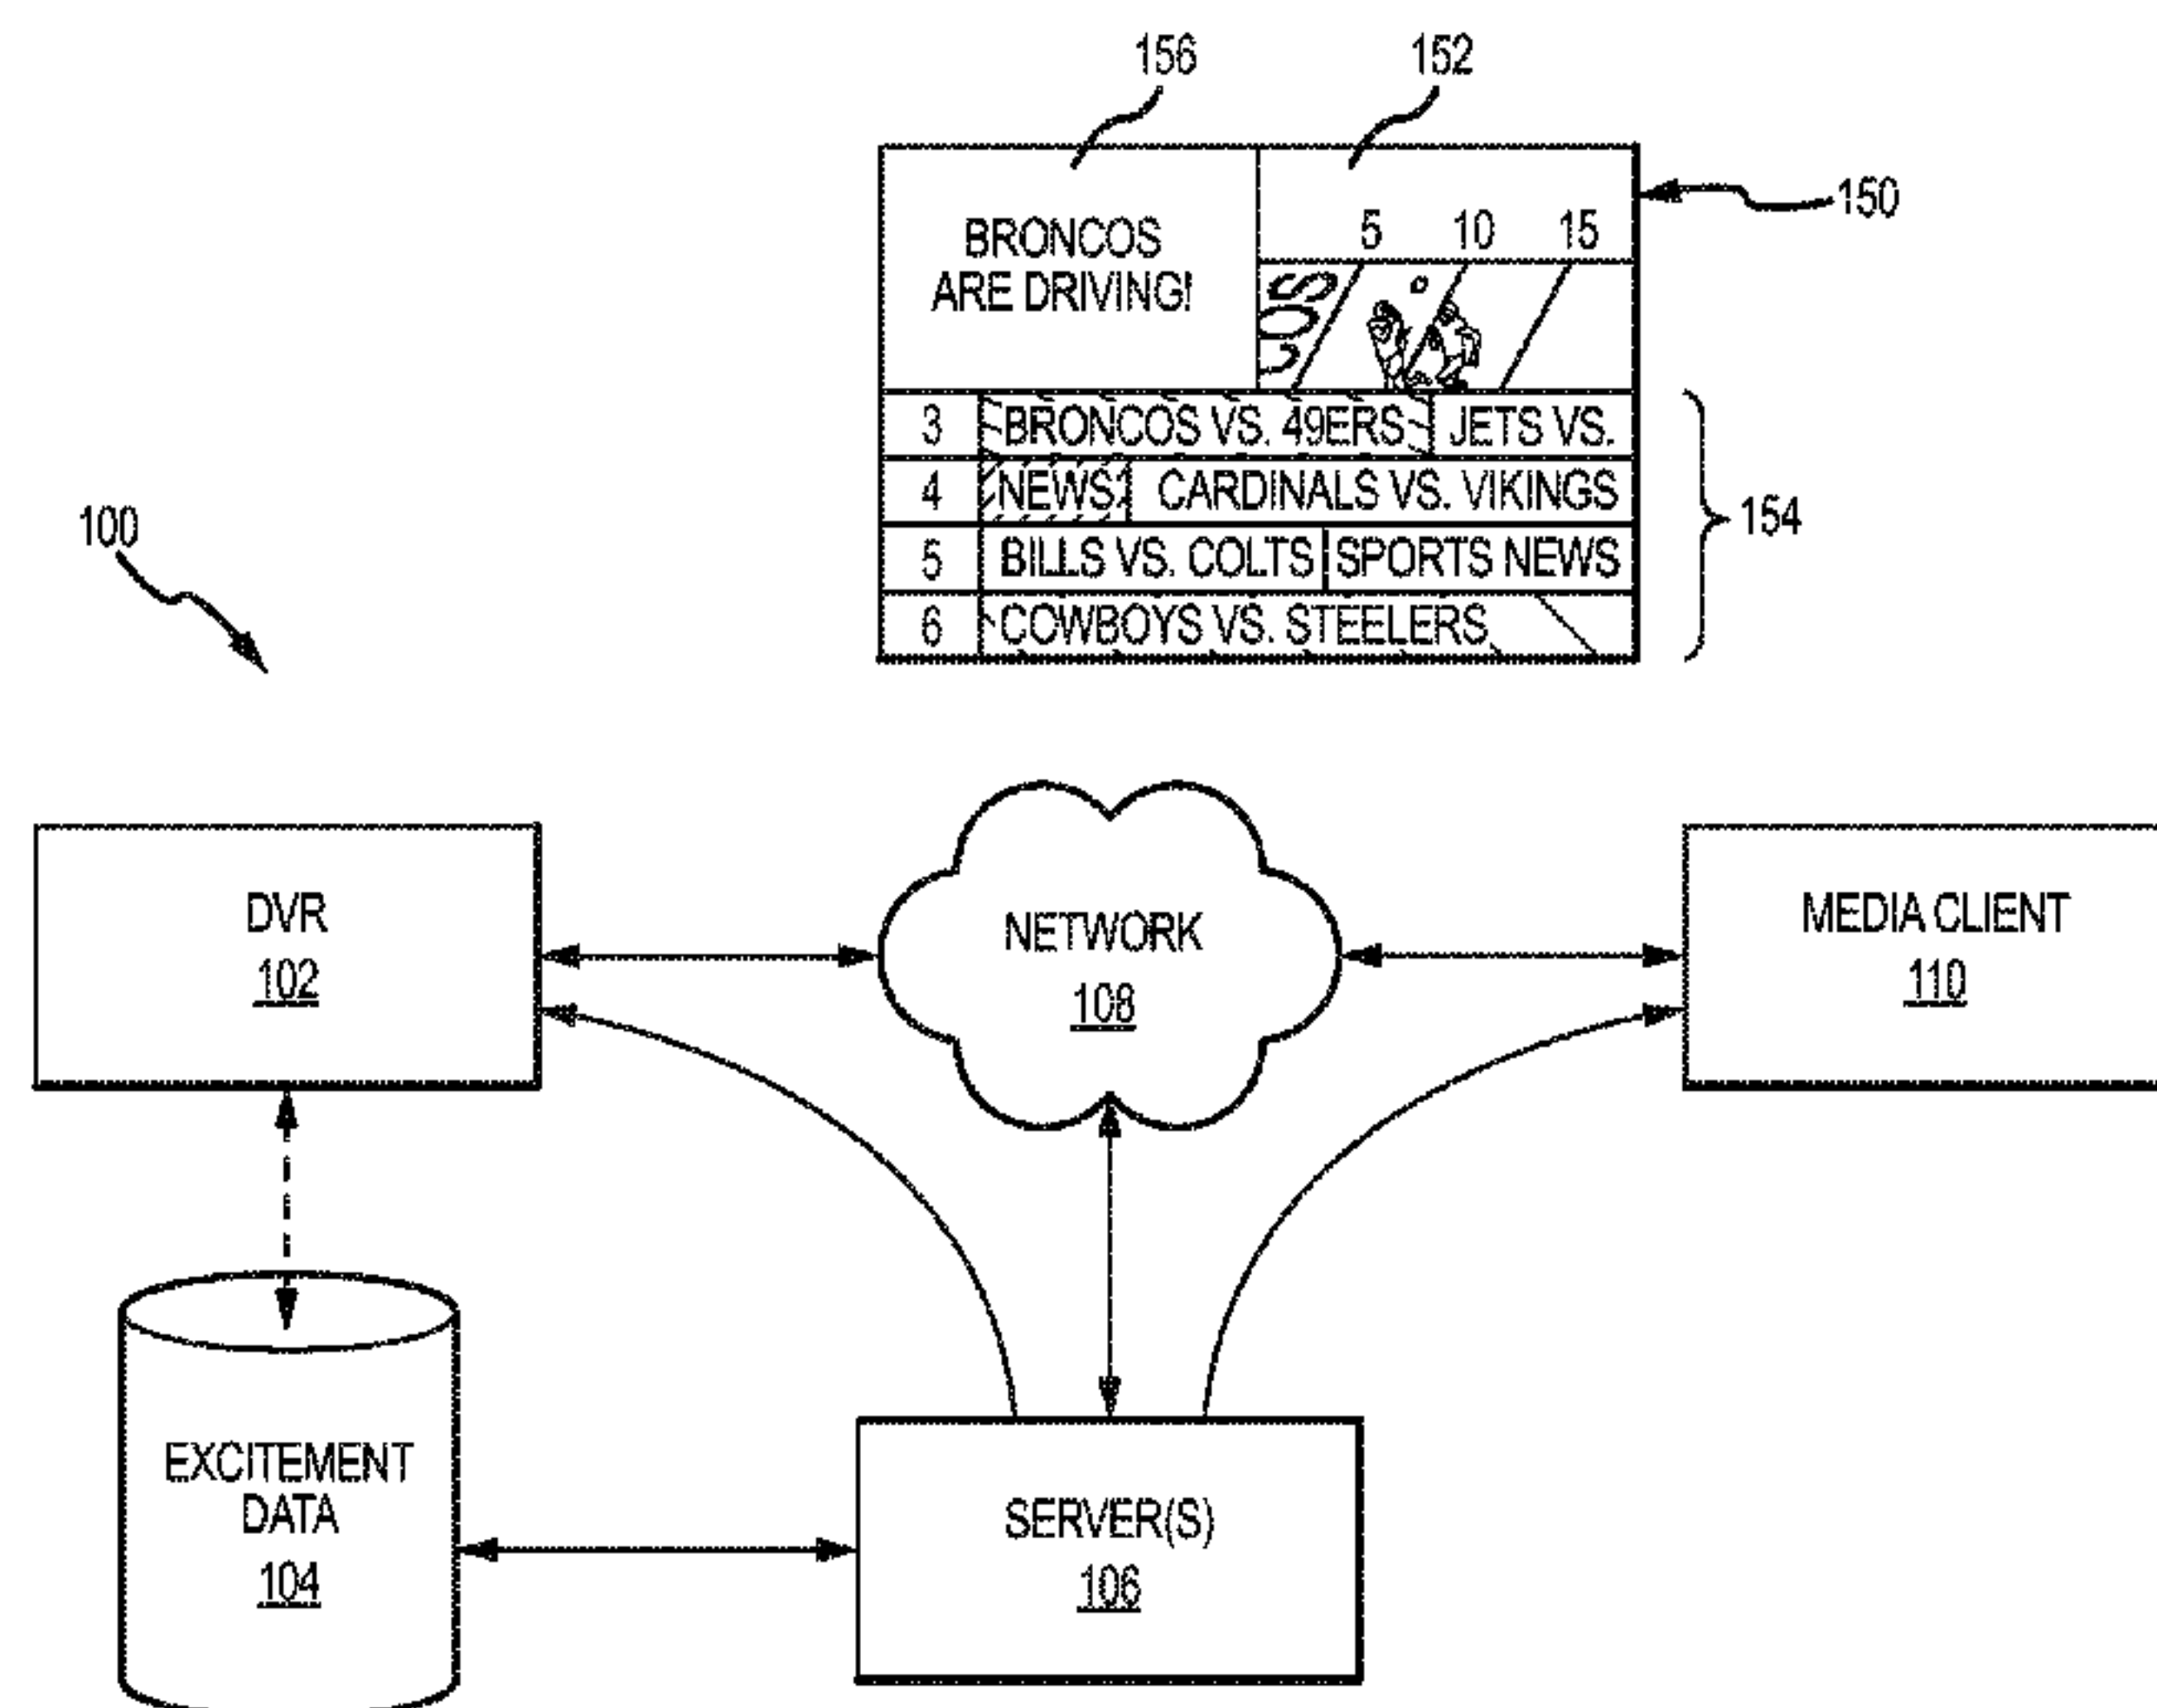 156
152
150
BRONCOS
ARE DRIVING!
5 10 15
COS
3 BRONCOS VS. 49ERS JETS VS.
4 NEWS CARDINALS VS. VIKINGS
5 BILLS VS. COLTS SPORTS NEWS
6 COWBOYS VS. STEELERS
154
100
DVR
102
NETWORK
108
MEDIA CLIENT
110
EXCITEMENT
DATA
104
SERVER(S)
106